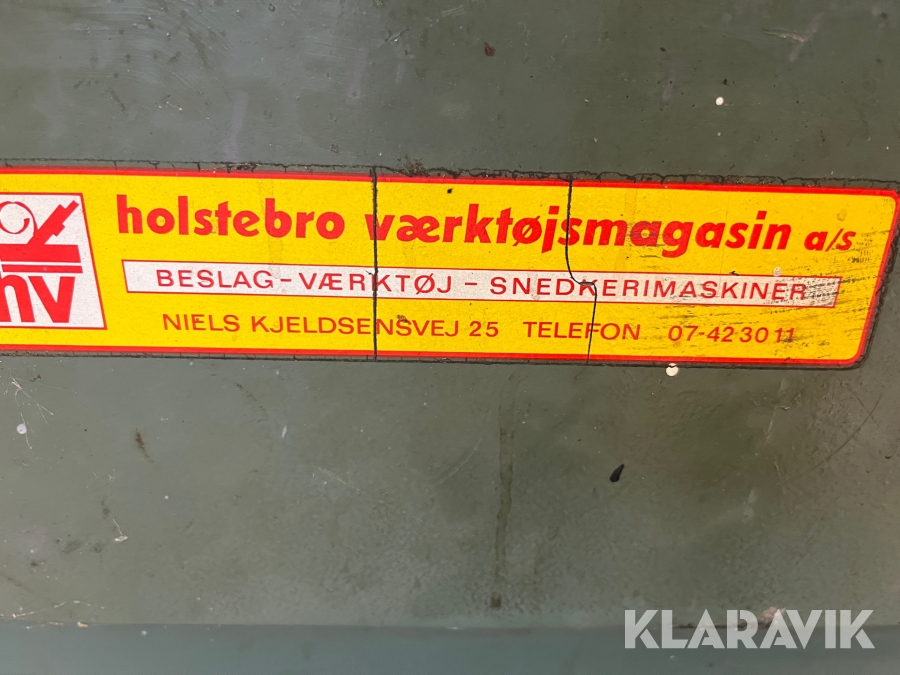 holstebro værktøjsmagasin a/s
hv
BESLAG-VÆRKTØJ - SNEDKERIMASKINER
NIELS KJELDSENSVEJ 25 TELEFON 07-42 30 11
KLARAVIK